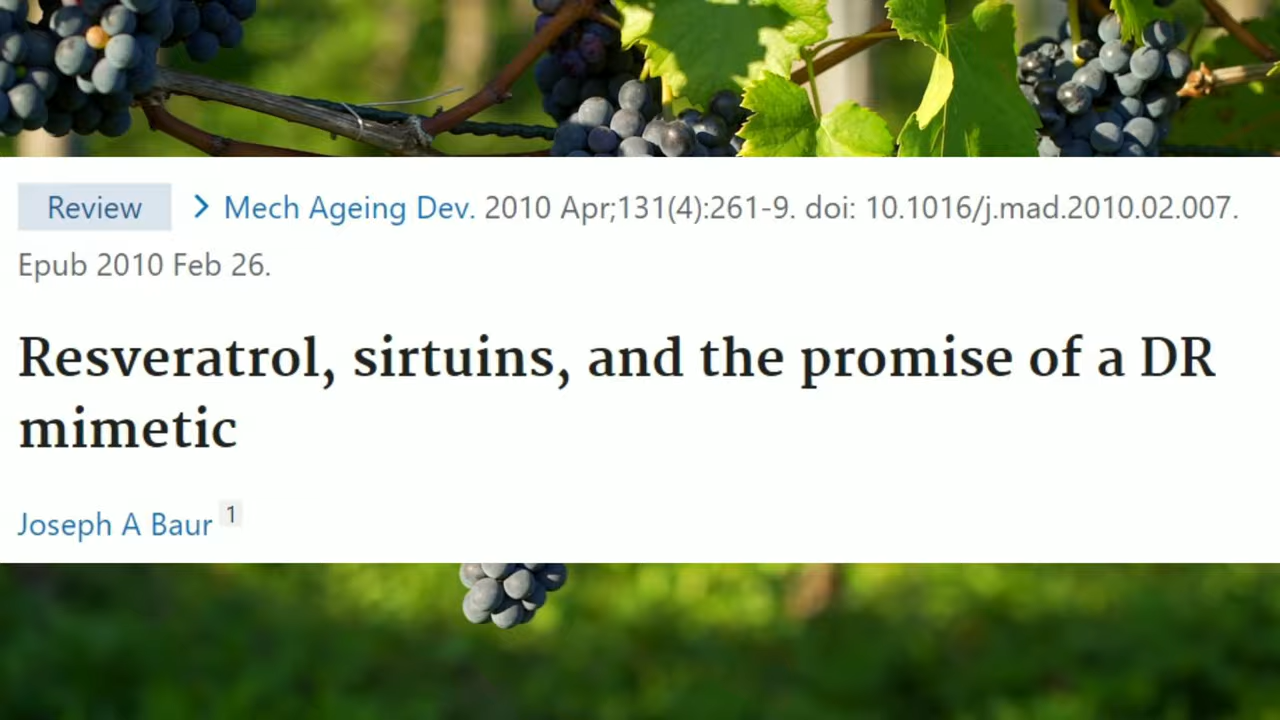 Review > Mech Ageing Dev. 2010 Apr;131(4):261-9. doi: 10.1016/j.mad.2010.02.007.
Epub 2010 Feb 26.
Resveratrol, sirtuins, and the promise of a DR
mimetic
Joseph A Baur 1